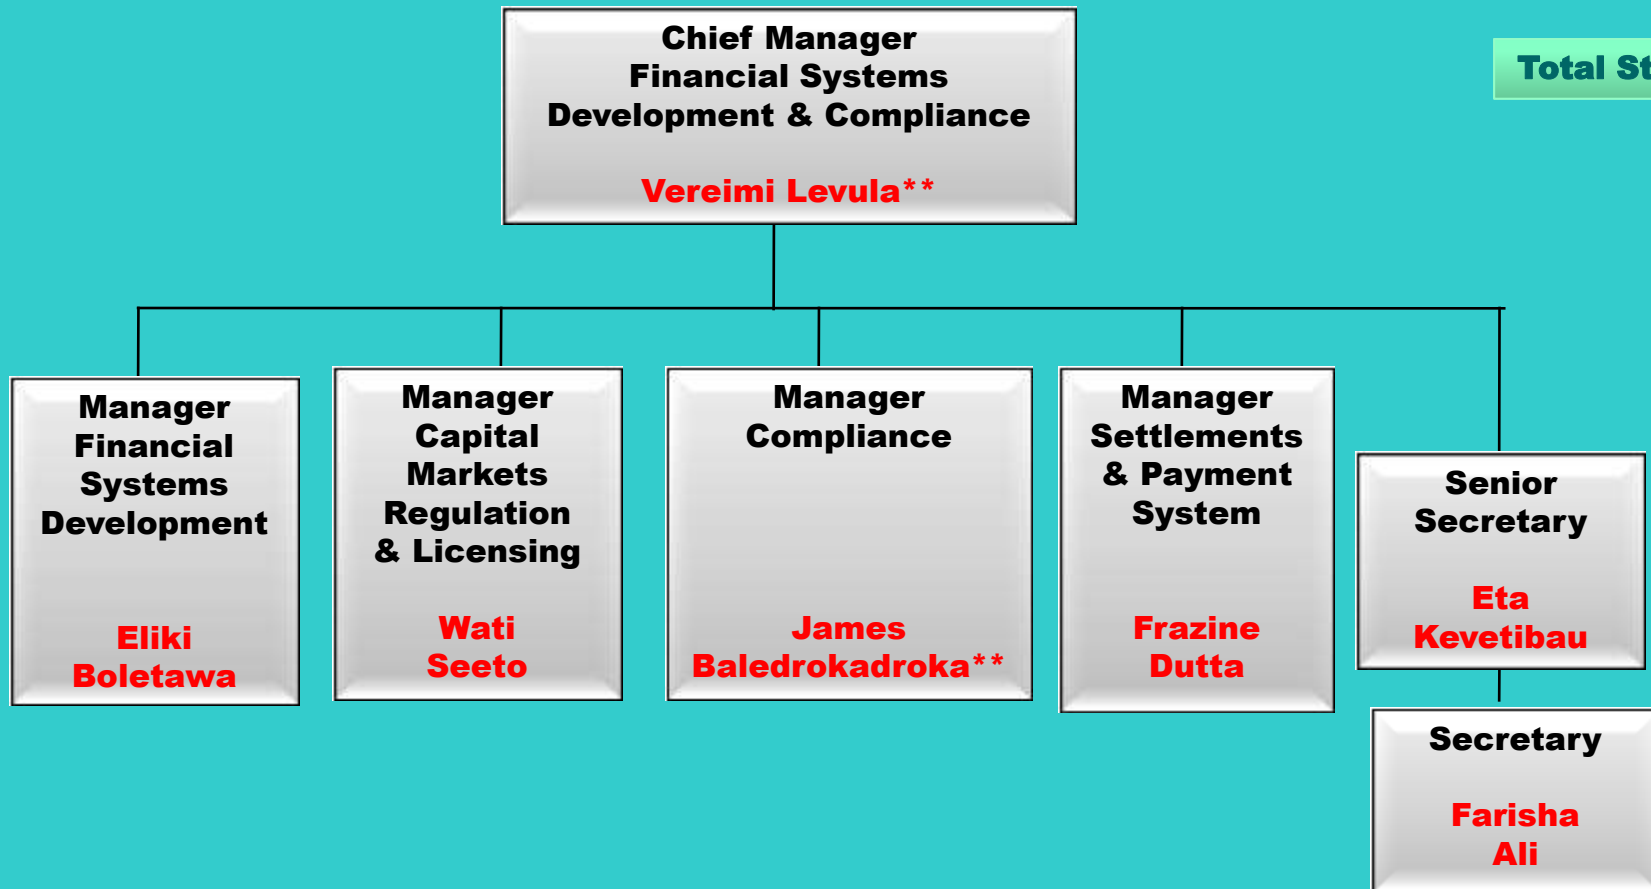 Chief Manager
Financial Systems
Development & Compliance
Vereimi Levula**
Total St
Manager
Financial
Systems
Development
Eliki
Boletawa
Manager
Capital
Markets
Regulation
& Licensing
Wati
Seeto
Manager
Compliance
James
Baledrokadroka**
Manager
Settlements
& Payment
System
Frazine
Dutta
Senior
Secretary
Eta
Kevetibau
Secretary
Farisha
Ali